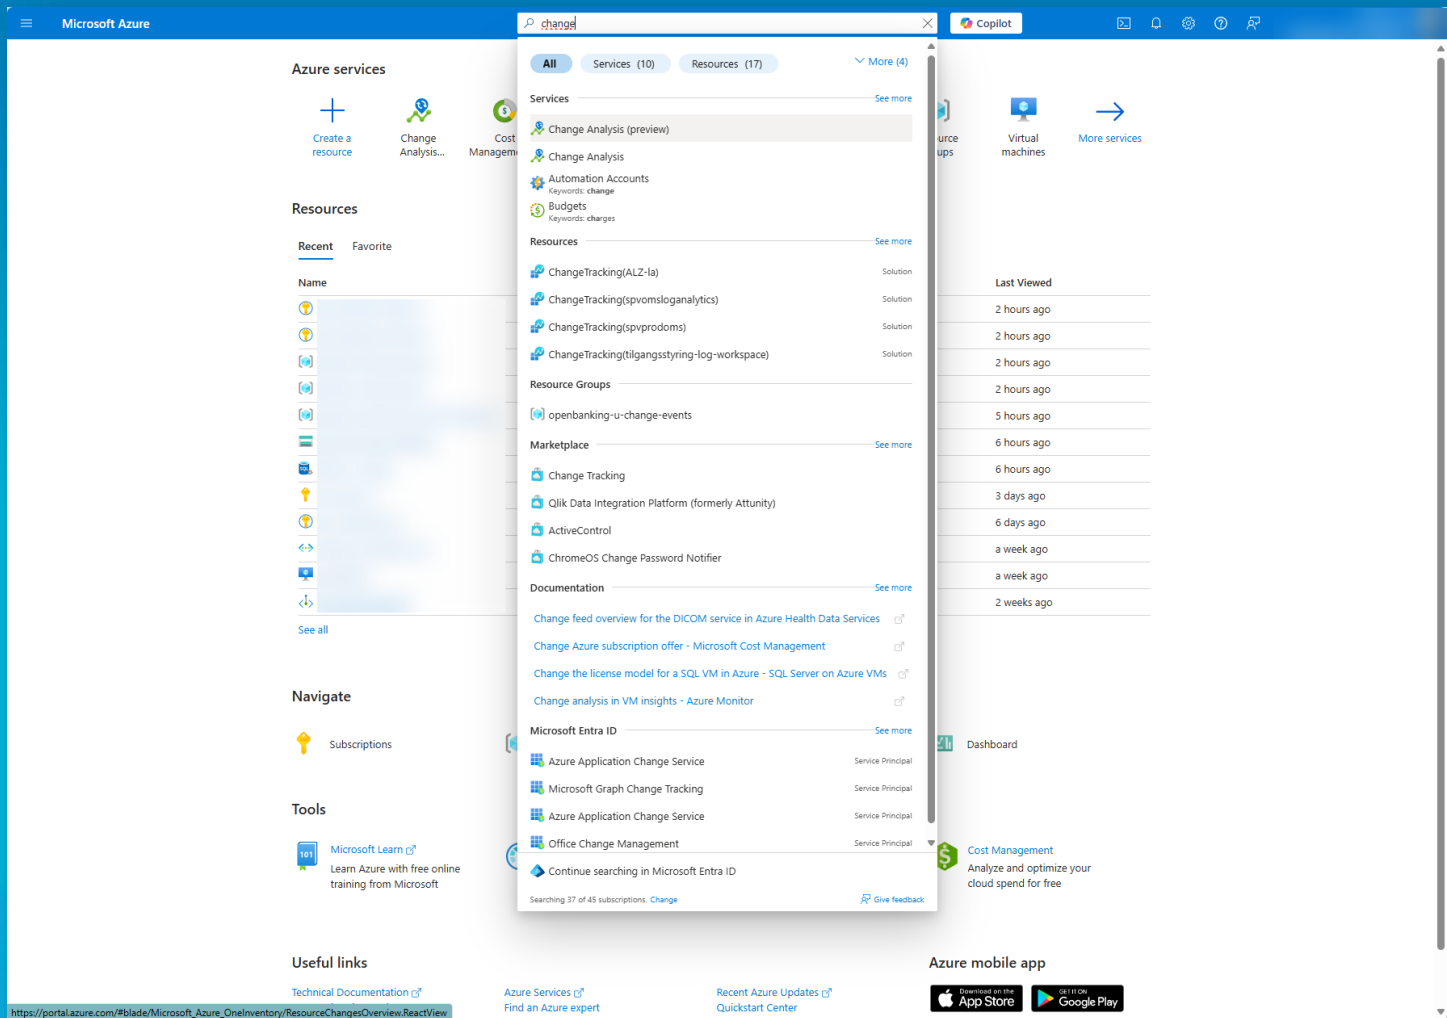 Microsoft Azure
change
Copilot
All
Services (10)
Resources (17)
More (4)
Services
See more
Change Analysis (preview)
Change Analysis
Automation Accounts
Keywords: change
Budgets
Keywords: charges
Resources
See more
ChangeTracking(ALZ-la)
Solution
ChangeTracking(spvomsloganalytics)
Solution
ChangeTracking(spvprodoms)
Solution
ChangeTracking(tilgangsstyring-log-workspace)
Solution
Resource Groups
openbanking-u-change-events
Marketplace
See more
Change Tracking
Qlik Data Integration Platform (formerly Attunity)
ActiveControl
ChromeOS Change Password Notifier
Documentation
See more
Change feed overview for the DICOM service in Azure Health Data Services
Change Azure subscription offer - Microsoft Cost Management
Change the license model for a SQL VM in Azure - SQL Server on Azure VMs
Change analysis in VM insights - Azure Monitor
Microsoft Entra ID
See more
Azure Application Change Service
Service Principal
Microsoft Graph Change Tracking
Service Principal
Azure Application Change Service
Service Principal
Office Change Management
Service Principal
Continue searching in Microsoft Entra ID
Searching 37 of 45 subscriptions. Change
Give feedback
Azure services
Create a
resource
Change
Analysis...
Cost
Managem
urce
ups
Virtual
machines
More services
Resources
Recent
Favorite
Name
Last Viewed
2 hours ago
2 hours ago
2 hours ago
2 hours ago
5 hours ago
6 hours ago
6 hours ago
3 days ago
6 days ago
a week ago
a week ago
2 weeks ago
See all
Navigate
Subscriptions
Dashboard
Tools
101
Microsoft Learn
Learn Azure with free online
training from Microsoft
Cost Management
Analyze and optimize your
cloud spend for free
Useful links
Technical Documentation
Azure Services
Find an Azure expert
Recent Azure Updates
Quickstart Center
Azure mobile app
Download on the
App Store
GET IT ON
Google Play
https://portal.azure.com/#blade/Microsoft_Azure_OneInventory/ResourceChangesOverview.ReactView